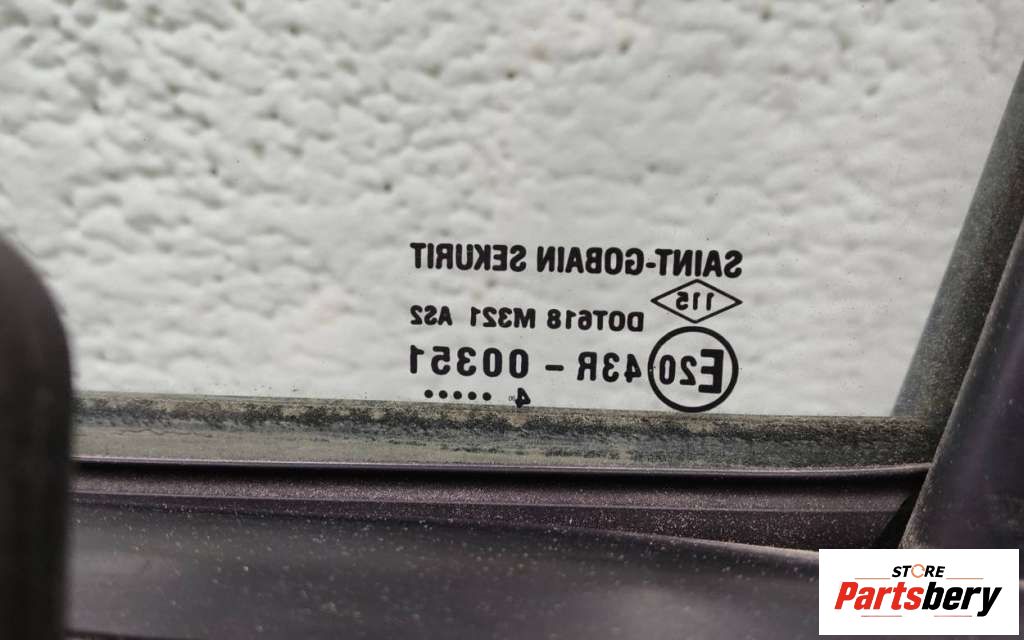 SAINT-GOBAIN SEKURIT
115
DOT618 M321 AS2
E20 43R - 00351
4 •••••
STORE
Partsbery